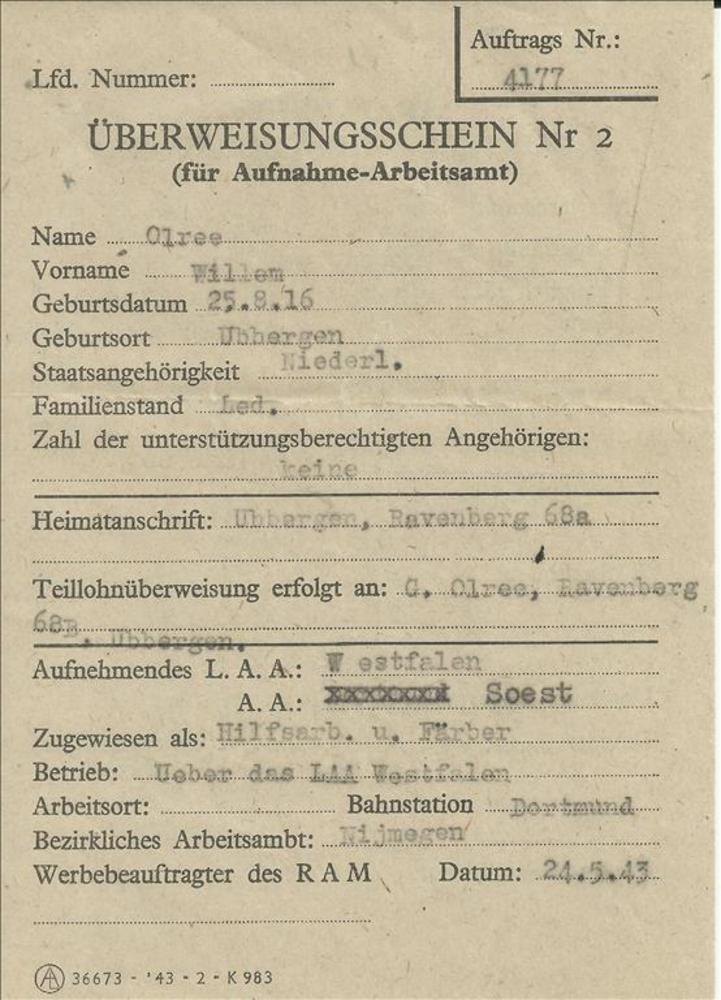 Auftrags Nr.:
Lfd. Nummer:
4177
ÜBERWEISUNGSSCHEIN Nr 2
(für Aufnahme-Arbeitsamt)
Name Olree
Vorname Willem
Geburtsdatum 25.8.16
Geburtsort Ubbergen
Staatsangehörigkeit Niederl.
Familienstand Led.
Zahl der unterstützungsberechtigten Angehörigen:
keine
Heimatanschrift: Ubbergen, Ravenberg 68a
Teillohnüberweisung erfolgt an: G. Olree, Ravenberg
Ubbergen.
Aufnehmendes L. A. A.: W estfalen
A. A.: Soest
Zugewiesen als: Hilfsarb. u. Färber
Betrieb: Ueber das LAA Westfalen
Arbeitsort: Bahnstation Dortmund
Bezirkliches Arbeitsambt: Nijmegen
Werbebeauftragter des R A M Datum: 24.5.43
36673 - '43 - 2 - K 983